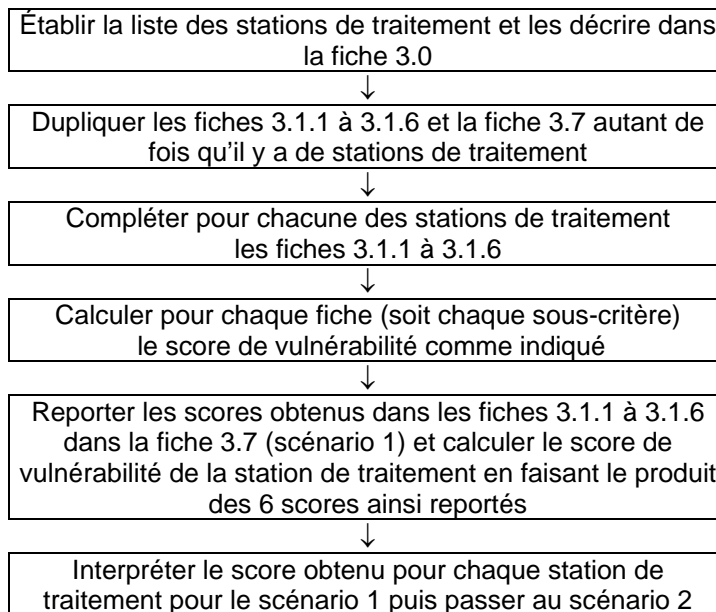 Établir la liste des stations de traitement et les décrire dans
la fiche 3.0
↓
Dupliquer les fiches 3.1.1 à 3.1.6 et la fiche 3.7 autant de
fois qu'il y a de stations de traitement
↓
Compléter pour chacune des stations de traitement
les fiches 3.1.1 à 3.1.6
↓
Calculer pour chaque fiche (soit chaque sous-critère)
le score de vulnérabilité comme indiqué
↓
Reporter les scores obtenus dans les fiches 3.1.1 à 3.1.6
dans la fiche 3.7 (scénario 1) et calculer le score de
vulnérabilité de la station de traitement en faisant le produit
des 6 scores ainsi reportés
↓
Interpréter le score obtenu pour chaque station de
traitement pour le scénario 1 puis passer au scénario 2